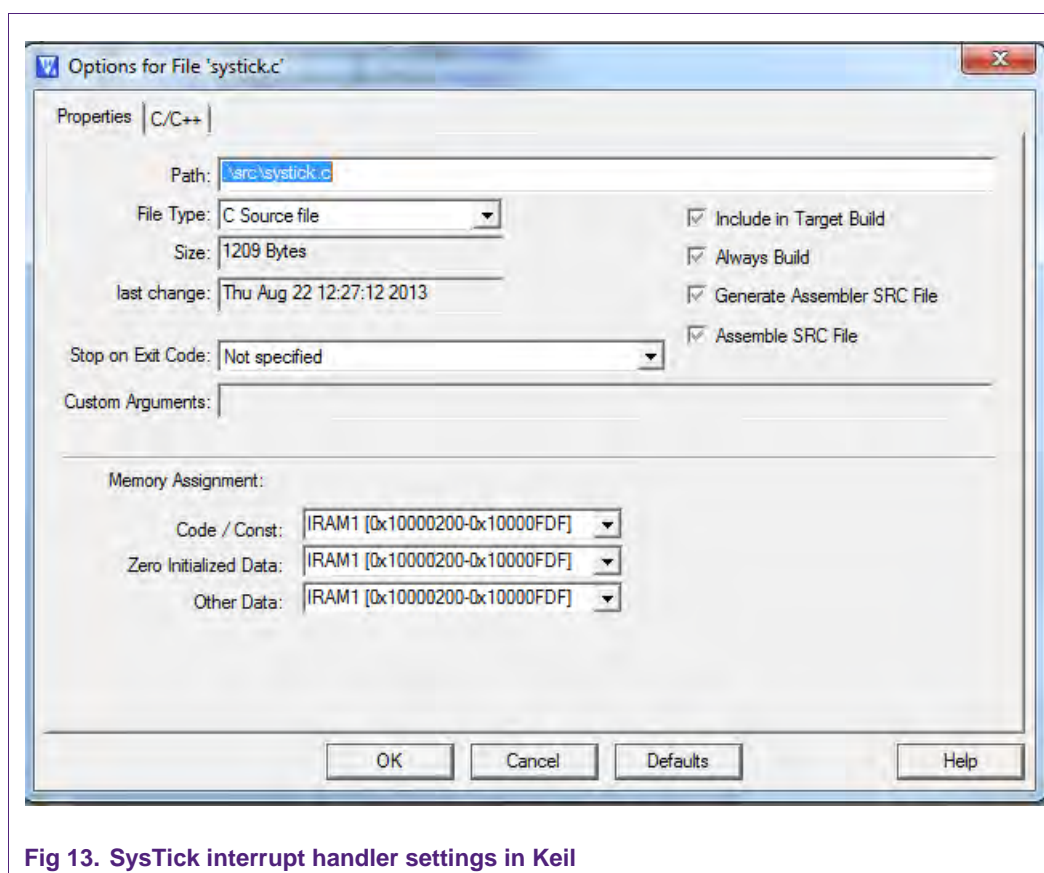 Options for File 'systick.c'
Properties C/C++
Path: .\src\systick.c
File Type: C Source file
Size: 1209 Bytes
last change: Thu Aug 22 12:27:12 2013
Include in Target Build
Always Build
Generate Assembler SRC File
Assemble SRC File
Stop on Exit Code: Not specified
Custom Arguments:
Memory Assignment:
Code / Const: IRAM1 [0x10000200-0x10000FDF]
Zero Initialized Data: IRAM1 [0x10000200-0x10000FDF]
Other Data: IRAM1 [0x10000200-0x10000FDF]
OK Cancel Defaults Help
Fig 13. SysTick interrupt handler settings in Keil